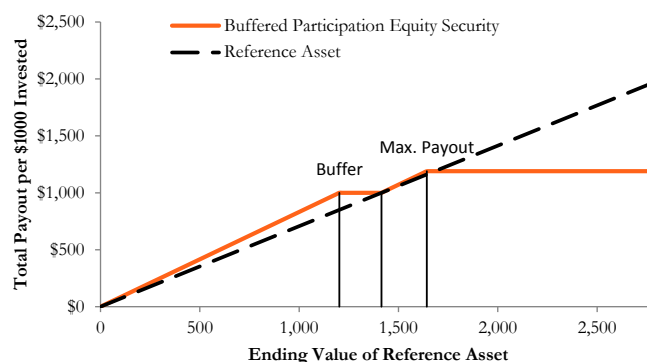 $2,500
Buffered Participation Equity Security
Reference Asset
$2,000
$1,500
Max. Payout
Buffer
$1,000
$500
$0
Total Payout per $1000 Invested
0 500 1,000 1,500 2,000 2,500
Ending Value of Reference Asset